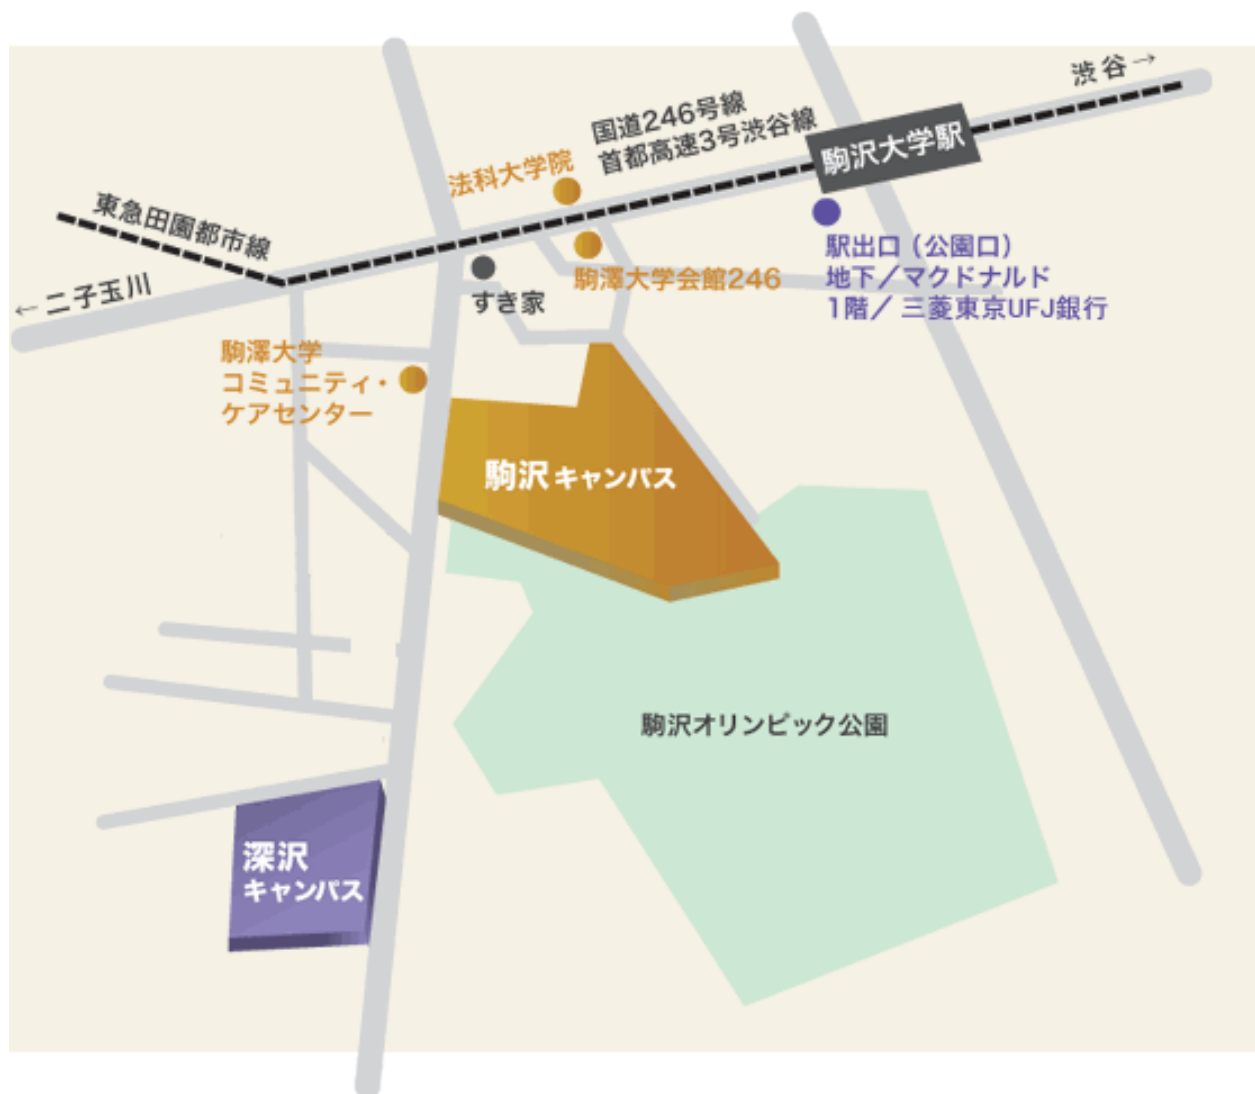 渋谷→
国道246号線
首都高速3号渋谷線
駒沢大学駅
法科大学院
東急田園都市線
駅出口（公園口）
地下／マクドナルド
1階／三菱東京UFJ銀行
駒澤大学会館246
←二子玉川
すき家
駒澤大学
コミュニティ・
ケアセンター
駒沢キャンパス
駒沢オリンピック公園
深沢
キャンパス